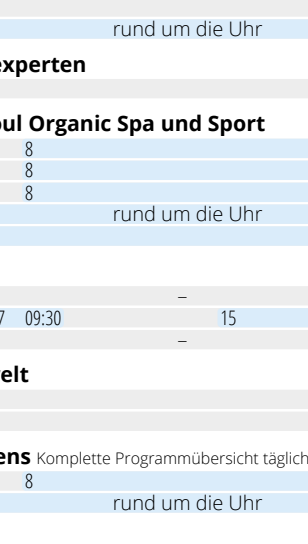 rund um die Uhr
experten
oul Organic Spa und Sport
8
8
8
rund um die Uhr
–
7 09:30 15
–
elt
ens Komplette Programmübersicht täglich
8
rund um die Uhr